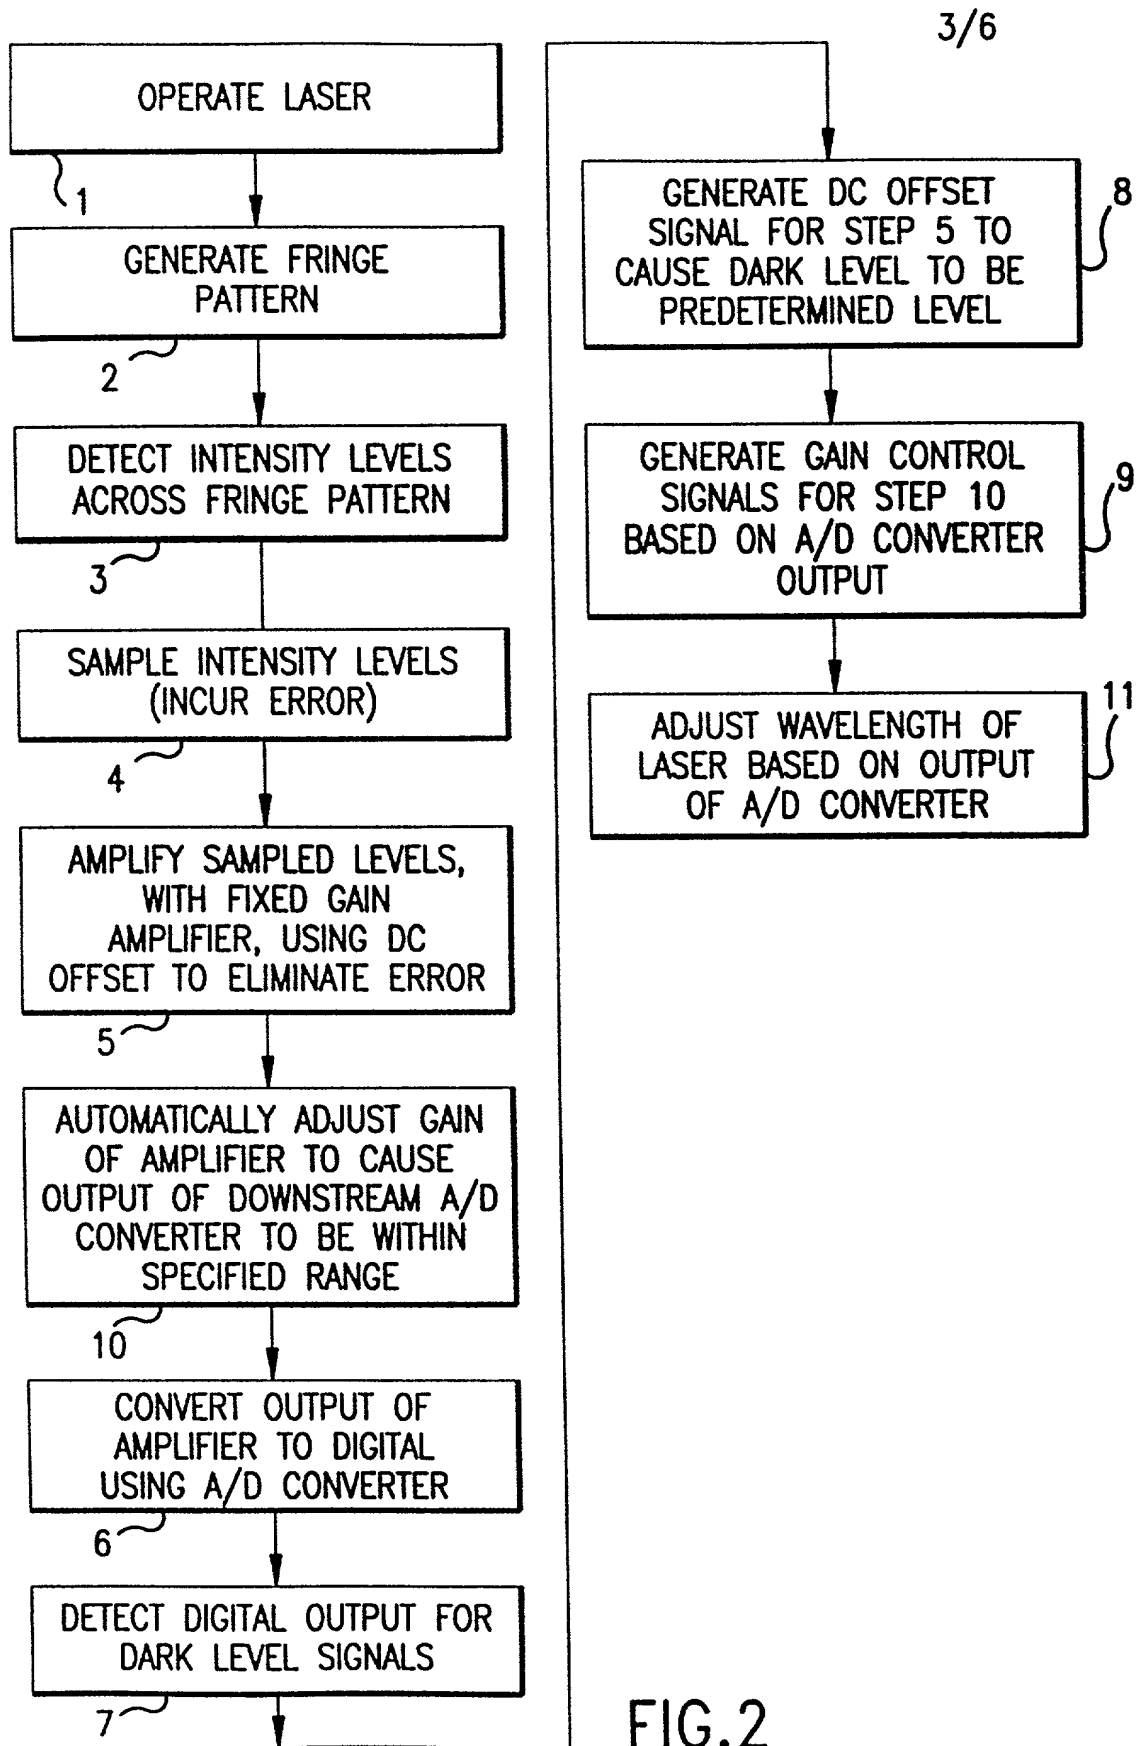 3/6
OPERATE LASER
1
GENERATE FRINGE
PATTERN
2
DETECT INTENSITY LEVELS
ACROSS FRINGE PATTERN
3
SAMPLE INTENSITY LEVELS
(INCUR ERROR)
4
AMPLIFY SAMPLED LEVELS,
WITH FIXED GAIN
AMPLIFIER, USING DC
OFFSET TO ELIMINATE ERROR
5
AUTOMATICALLY ADJUST GAIN
OF AMPLIFIER TO CAUSE
OUTPUT OF DOWNSTREAM A/D
CONVERTER TO BE WITHIN
SPECIFIED RANGE
10
CONVERT OUTPUT OF
AMPLIFIER TO DIGITAL
USING A/D CONVERTER
6
DETECT DIGITAL OUTPUT FOR
DARK LEVEL SIGNALS
7
GENERATE DC OFFSET
SIGNAL FOR STEP 5 TO
CAUSE DARK LEVEL TO BE
PREDETERMINED LEVEL
8
GENERATE GAIN CONTROL
SIGNALS FOR STEP 10
BASED ON A/D CONVERTER
OUTPUT
9
ADJUST WAVELENGTH OF
LASER BASED ON OUTPUT
OF A/D CONVERTER
11
FIG.2